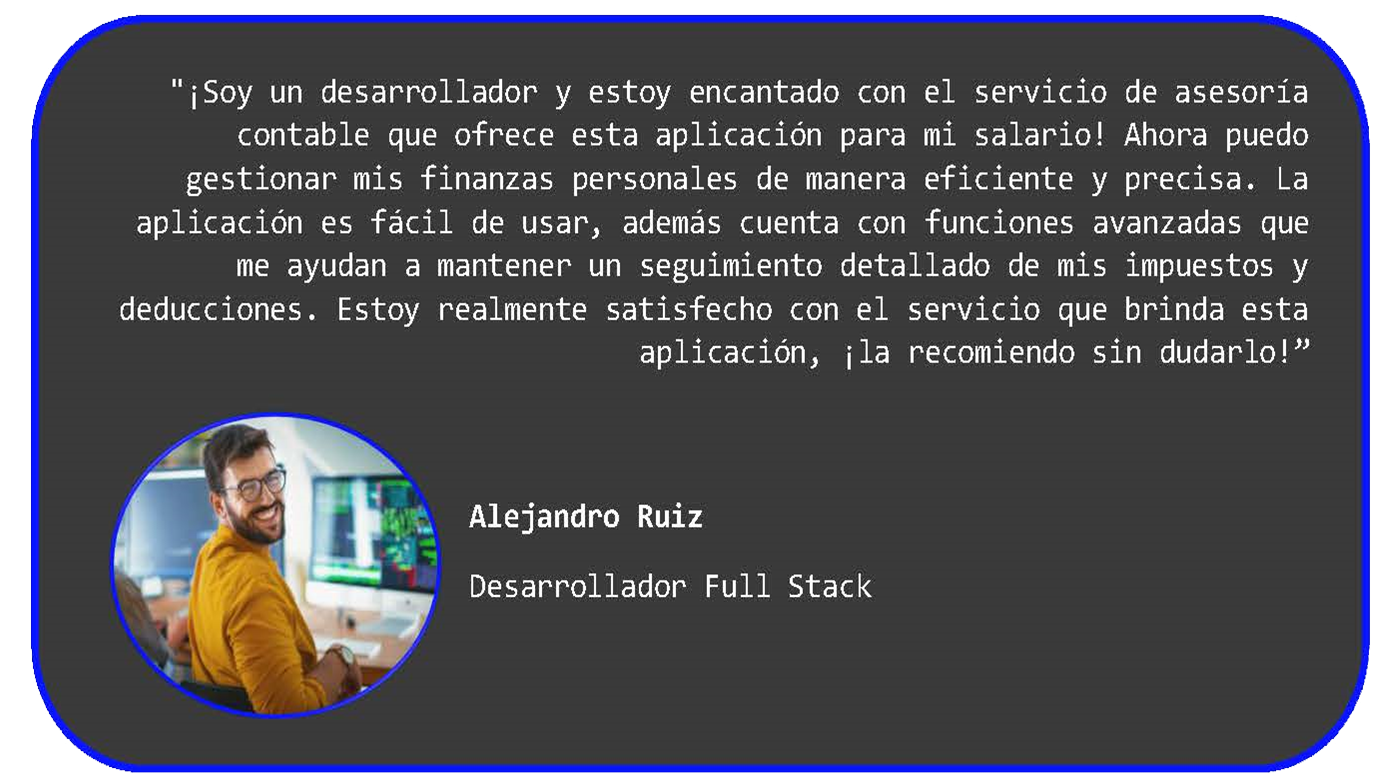 "¡Soy un desarrollador y estoy encantado con el servicio de asesoría
contable que ofrece esta aplicación para mi salario! Ahora puedo
gestionar mis finanzas personales de manera eficiente y precisa. La
aplicación es fácil de usar, además cuenta con funciones avanzadas que
me ayudan a mantener un seguimiento detallado de mis impuestos y
deducciones. Estoy realmente satisfecho con el servicio que brinda esta
aplicación, ¡la recomiendo sin dudarlo!”
Alejandro Ruiz
Desarrollador Full Stack